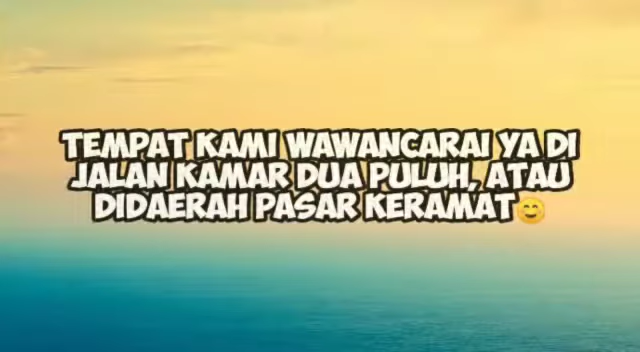 TEMPAT KAMI WAWANCARAI YA DI
JALAN KAMAR DUA PULUH, ATAU
DIDAERAH PASAR KERAMAT😊